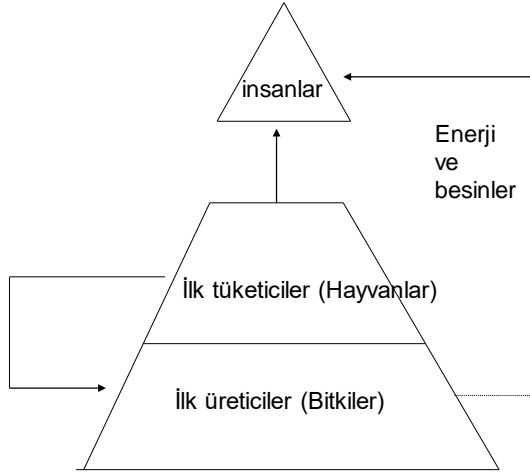 insanlar
Enerji
ve
besinler
İlk tüketiciler (Hayvanlar)
İlk üreticiler (Bitkiler)